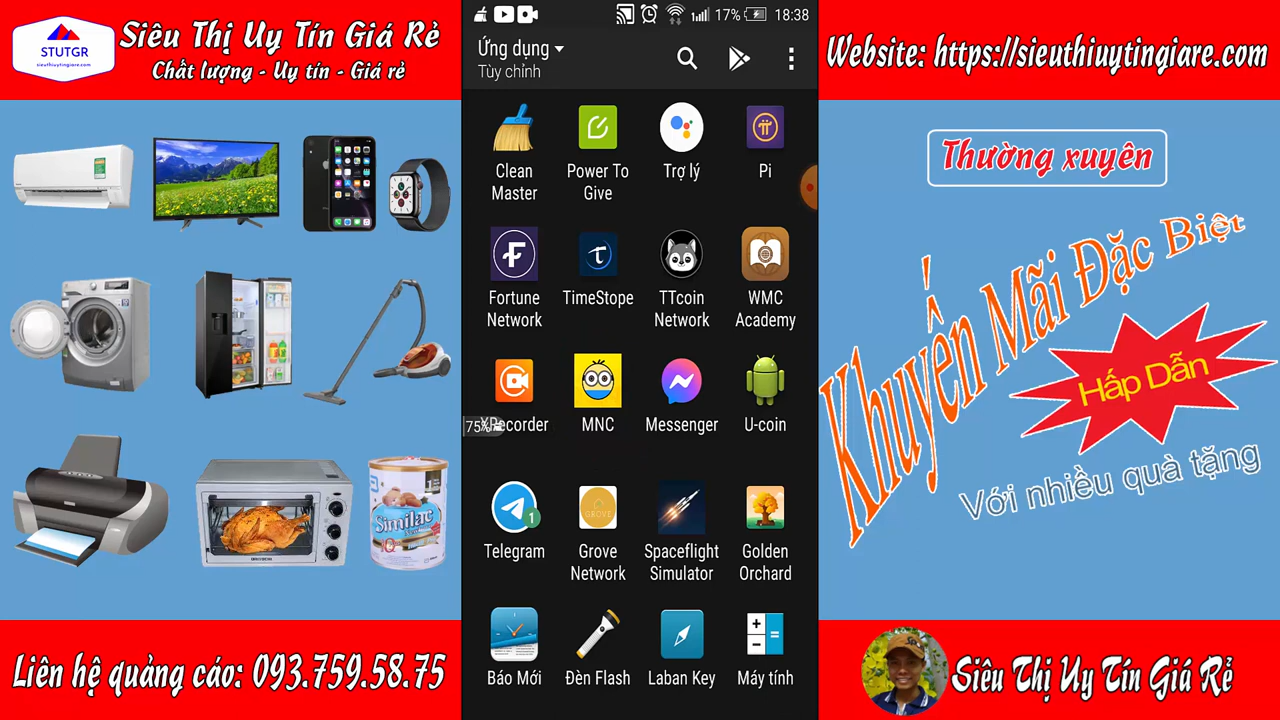 STUTGR
sieuthiuytingiare.com
Siêu Thị Uy Tín Giá Rẻ
Chất lượng - Uy tín - Giá rẻ
17%
18:38
Ứng dụng
Tùy chỉnh
Website: https://sieuthiuytingiare.com
Clean Master
Power To Give
Trợ lý
Pi
Fortune Network
TimeStope
TTcoin Network
WMC Academy
75%
XRecorder
MNC
Messenger
U-coin
1
Telegram
GROVE
Grove Network
Spaceflight Simulator
Golden Orchard
Báo Mới
Đèn Flash
Laban Key
Máy tính
Thường xuyên
Khuyến Mãi Đặc Biệt
Hấp Dẫn
Với nhiều quà tặng
Similac
Liên hệ quảng cáo: 093.759.58.75
Siêu Thị Uy Tín Giá Rẻ